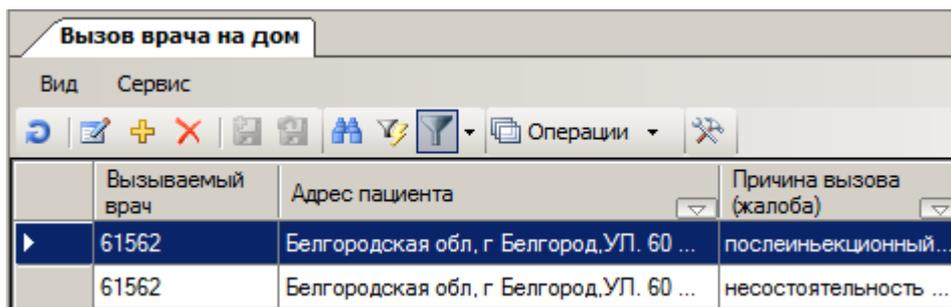 Вызов врача на дом
Вид Сервис
Операции
Вызываемый врач Адрес пациента Причина вызова (жалоба)
61562 Белгородская обл, г Белгород,УЛ. 60 ... послеиньекционный...
61562 Белгородская обл, г Белгород,УЛ. 60 ... несостоятельность ...